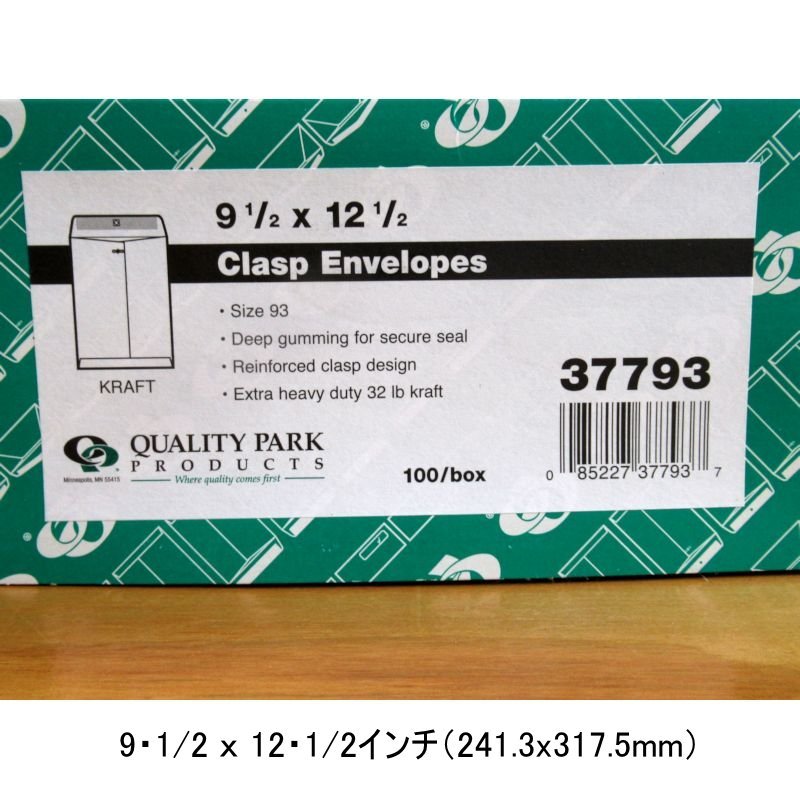 9 1/2 x 12 1/2
Clasp Envelopes
• Size 93
• Deep gumming for secure seal
• Reinforced clasp design
• Extra heavy duty 32 lb kraft
KRAFT
37793
QUALITY PARK
PRODUCTS
Minneapolis, MN 55415
Where quality comes first
100/box
0 85227 37793 7
9・1/2 x 12・1/2インチ（241.3x317.5mm）